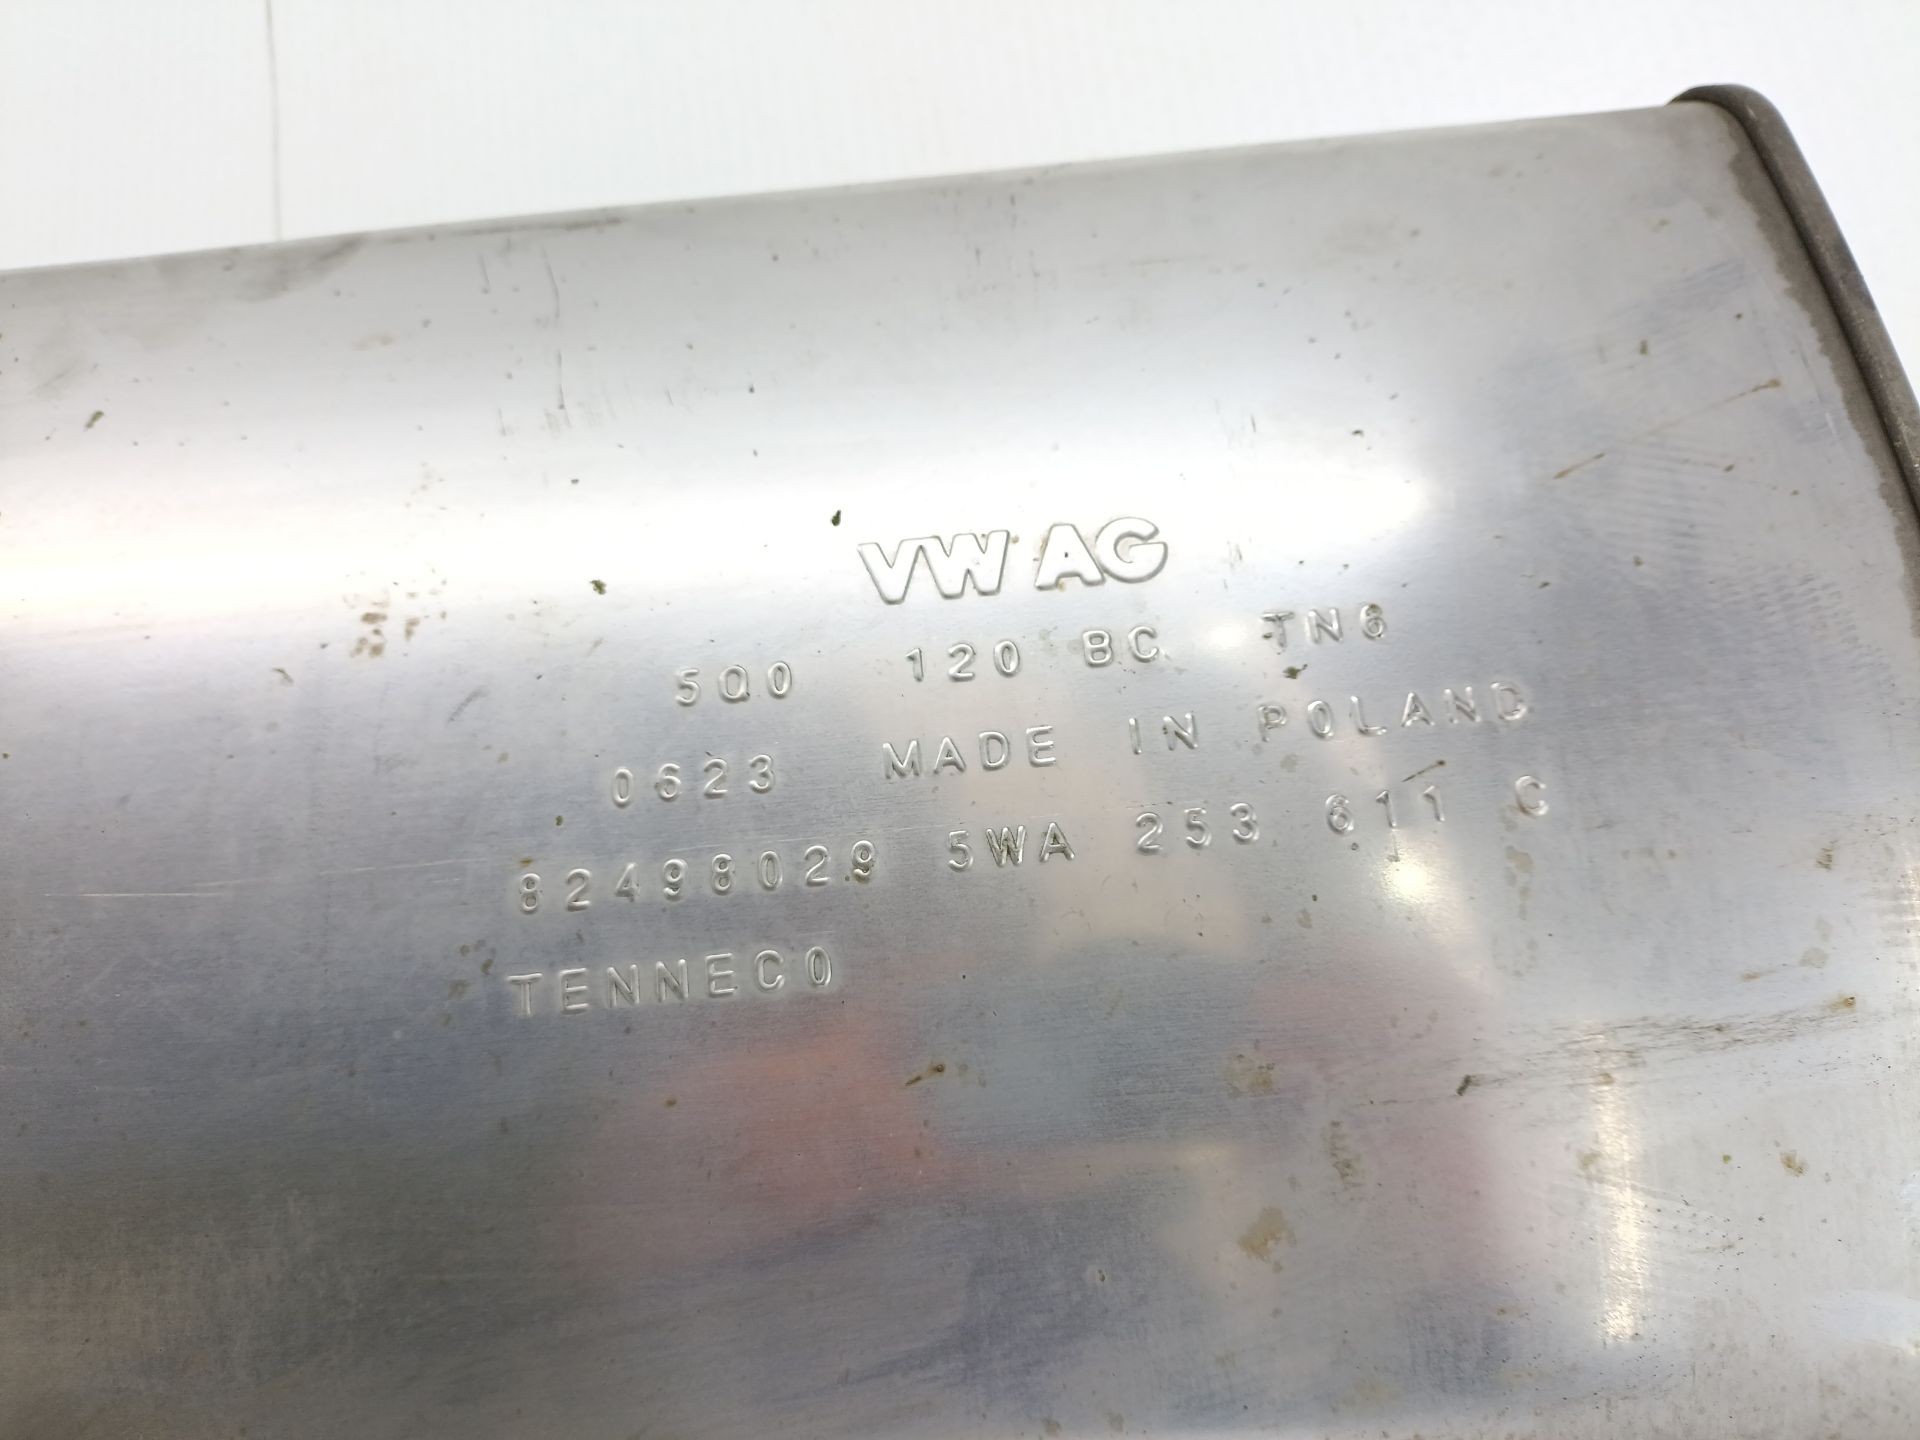 VW AG
5Q0 120 BC TN6
0623 MADE IN POLAND
82498029 5WA 253 611 C
TENNECO